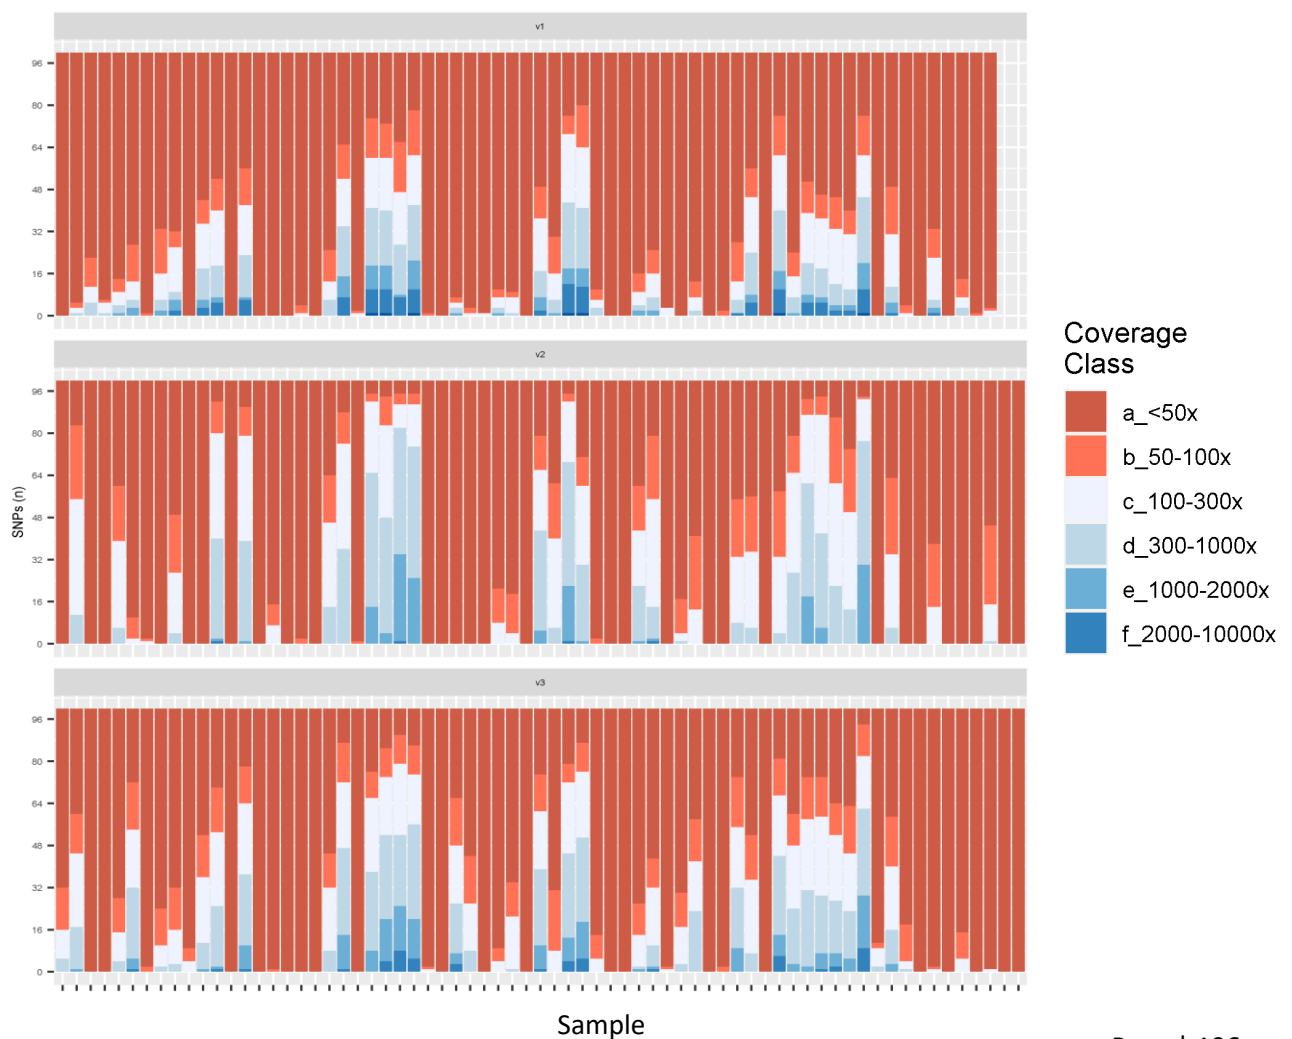 v1
96
80
64
48
32
16
0
v2
96
80
64
48
32
16
0
v3
96
80
64
48
32
16
0
SNPs (n)
Sample
Coverage
Class
a_<50x
b_50-100x
c_100-300x
d_300-1000x
e_1000-2000x
f_2000-10000x